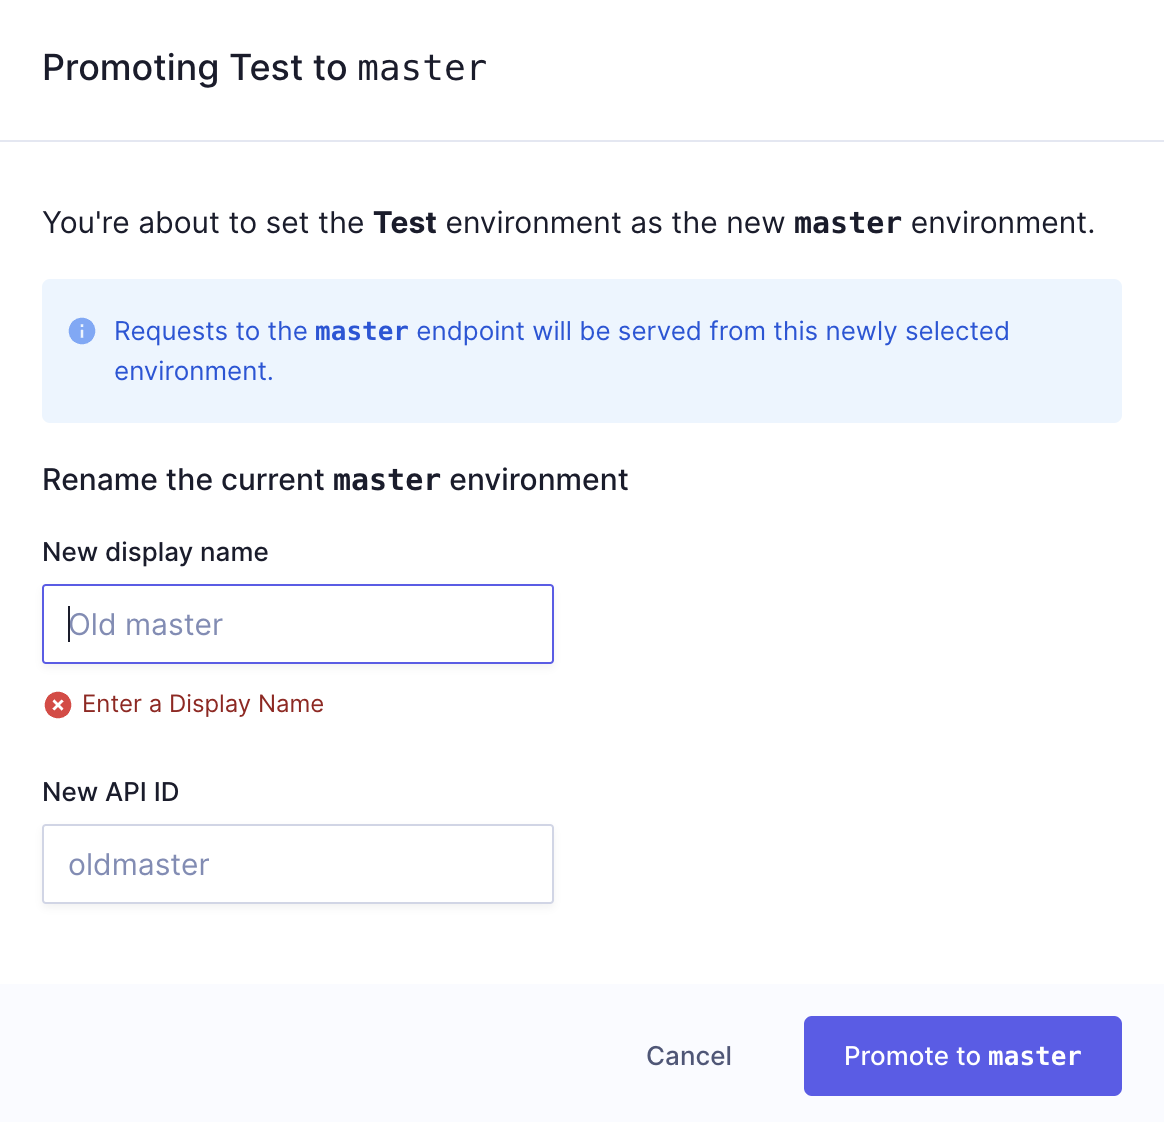 Promoting Test to master
You're about to set the Test environment as the new master environment.
Requests to the master endpoint will be served from this newly selected
environment.
Rename the current master environment
New display name
Old master
Enter a Display Name
New API ID
oldmaster
Cancel
Promote to master